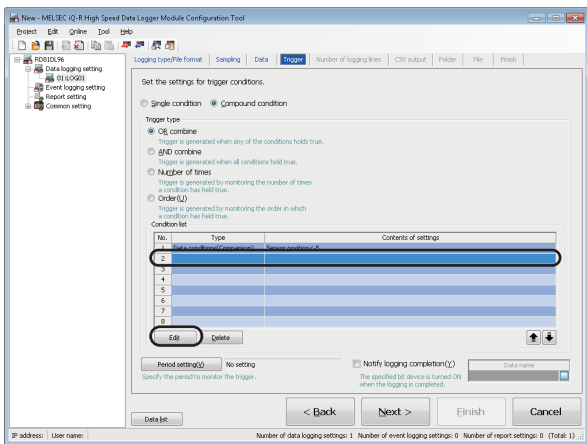 New - MELSEC iQ-R High Speed Data Logger Module Configuration Tool
Project Edit Online Tool Help
RD81DL96
Data logging setting
01:LOG01
Event logging setting
Report setting
Common setting
Logging type/File format Sampling Data Trigger Number of logging lines CSV output Folder File Finish
Set the settings for trigger conditions.
Single condition Compound condition
Trigger type
OR combine
Trigger is generated when any of the conditions holds true.
AND combine
Trigger is generated when all conditions hold true.
Number of times
Trigger is generated by monitoring the number of times
a condition has held true.
Order(U)
Trigger is generated by monitoring the order in which
a condition has held true.
Condition list
No. Type Contents of settings
1 Data conditions(Comparison) Sensor position<-5
2
3
4
5
6
7
8
Edit Delete
Period setting(V) No setting
Specify the period to monitor the trigger.
Notify logging completion(Y) Data name
The specified bit device is turned ON
when the logging is completed.
Data list
< Back Next > Finish Cancel
IP address: User name: Number of data logging settings: 1 Number of event logging settings: 0 Number of report settings: 0 (Total: 1)